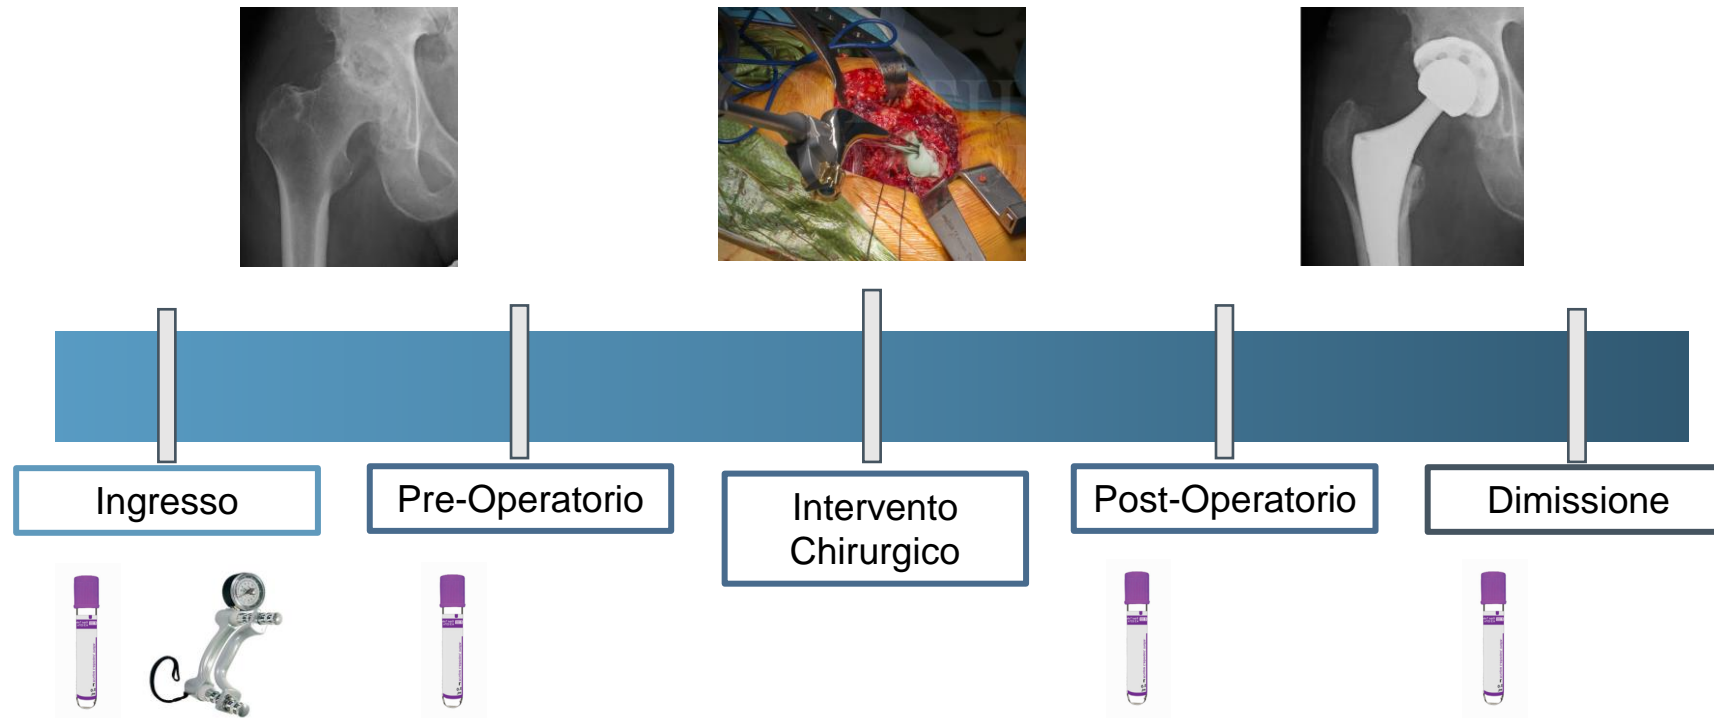 Ingresso
Pre-Operatorio
Intervento
Chirurgico
Post-Operatorio
Dimissione